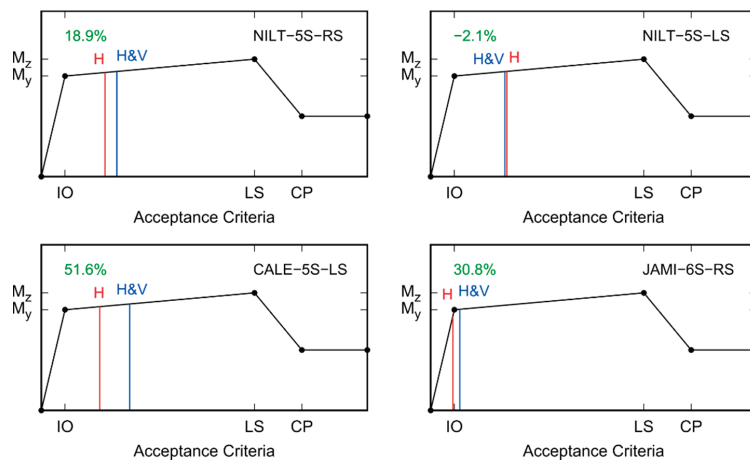 18.9% NILT-5S-RS
H H&V
Mz
My
IO LS CP
Acceptance Criteria
−2.1% NILT-5S-LS
H&V H
Mz
My
IO LS CP
Acceptance Criteria
51.6% CALE-5S-LS
H H&V
Mz
My
IO LS CP
Acceptance Criteria
30.8% JAMI-6S-RS
H H&V
Mz
My
IO LS CP
Acceptance Criteria